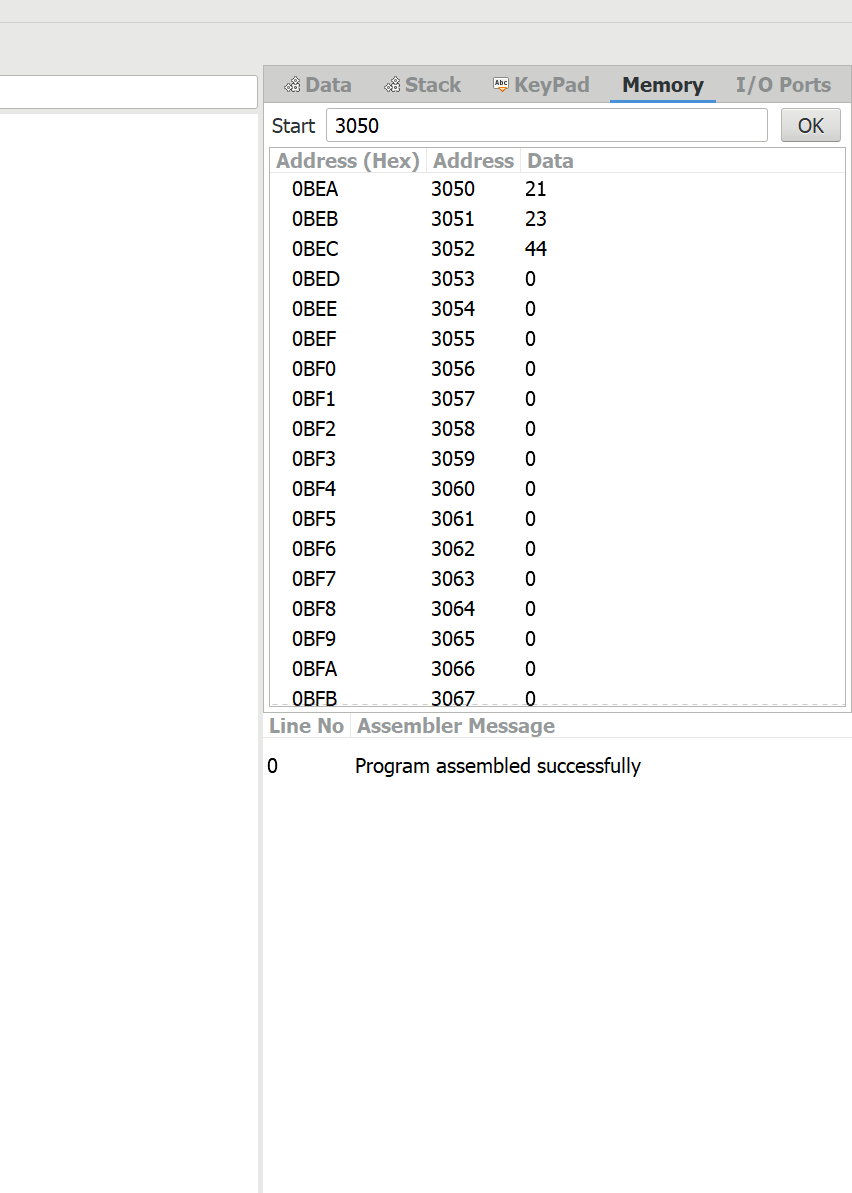 Data Stack Abc KeyPad Memory I/O Ports
Start 3050 OK
Address (Hex) Address Data
0BEA 3050 21
0BEB 3051 23
0BEC 3052 44
0BED 3053 0
0BEE 3054 0
0BEF 3055 0
0BF0 3056 0
0BF1 3057 0
0BF2 3058 0
0BF3 3059 0
0BF4 3060 0
0BF5 3061 0
0BF6 3062 0
0BF7 3063 0
0BF8 3064 0
0BF9 3065 0
0BFA 3066 0
0BFB 3067 0
Line No Assembler Message
0 Program assembled successfully